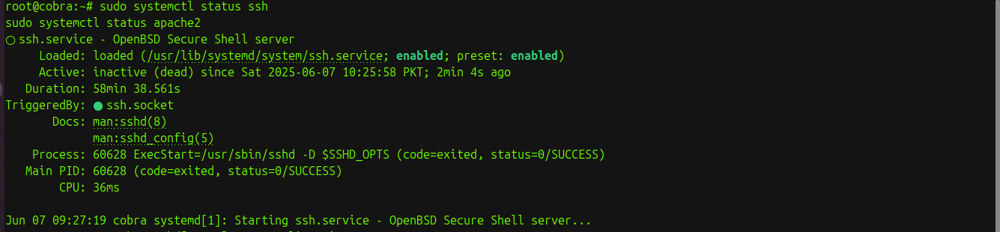 root@cobra:~# sudo systemctl status ssh
sudo systemctl status apache2
○ ssh.service - OpenBSD Secure Shell server
     Loaded: loaded (/usr/lib/systemd/system/ssh.service; enabled; preset: enabled)
     Active: inactive (dead) since Sat 2025-06-07 10:25:58 PKT; 2min 4s ago
   Duration: 58min 38.561s
TriggeredBy: ● ssh.socket
       Docs: man:sshd(8)
             man:sshd_config(5)
    Process: 60628 ExecStart=/usr/sbin/sshd -D $SSHD_OPTS (code=exited, status=0/SUCCESS)
   Main PID: 60628 (code=exited, status=0/SUCCESS)
        CPU: 36ms
Jun 07 09:27:19 cobra systemd[1]: Starting ssh.service - OpenBSD Secure Shell server...